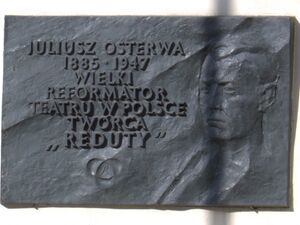 JULIUSZ OSTERWA
1885 · 1947
WIELKI
REFORMATOR
TEATRU W POLSCE
TWÓRCA
„REDUTY”